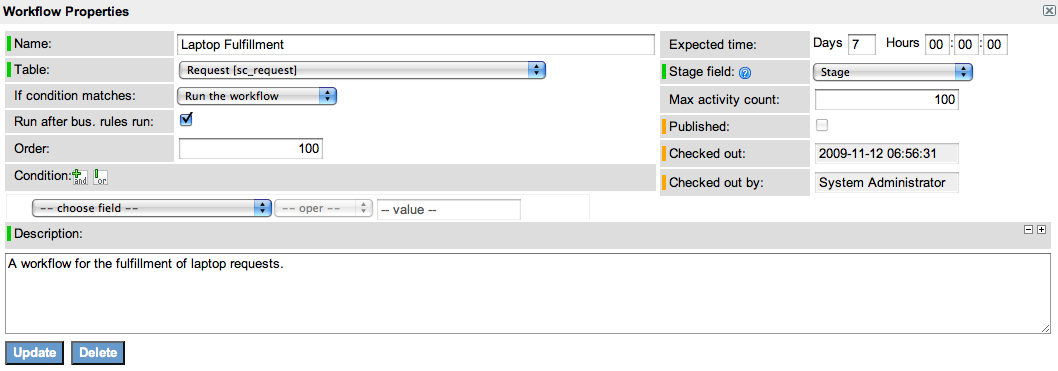 Workflow Properties
Name: Laptop Fulfillment
Table: Request [sc_request]
If condition matches: Run the workflow
Run after bus. rules run:
Order: 100
Condition: and or
-- choose field -- -- oper -- -- value --
Expected time: Days 7 Hours 00 : 00 : 00
Stage field: Stage
Max activity count: 100
Published:
Checked out: 2009-11-12 06:56:31
Checked out by: System Administrator
Description:
A workflow for the fulfillment of laptop requests.
Update Delete